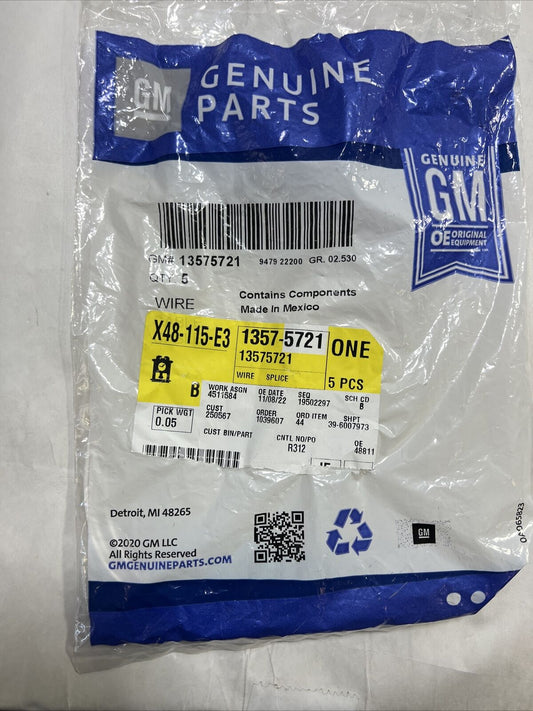 GM
GENUINE
PARTS
GENUINE
GM
OE ORIGINAL
EQUIPMENT
GM# 13575721 9479 22200 GR. 02.530
QTY 5
WIRE
Contains Components
Made in Mexico
X48-115-E3
1357-5721
13575721
WIRE SPLICE
ONE
5 PCS
B
WORK ASGN
4511584
OE DATE
11/08/22
SEQ
19502297
SCH CD
B
PICK WGT
0.05
CUST
250567
ORDER
1039607
ORD ITEM
44
SHPT
39-6007973
CUST BIN/PART
CNTL NO/PO
R312
OE
48811
Detroit, MI 48265
©2020 GM LLC
All Rights Reserved
GMGENUINEPARTS.COM
GM